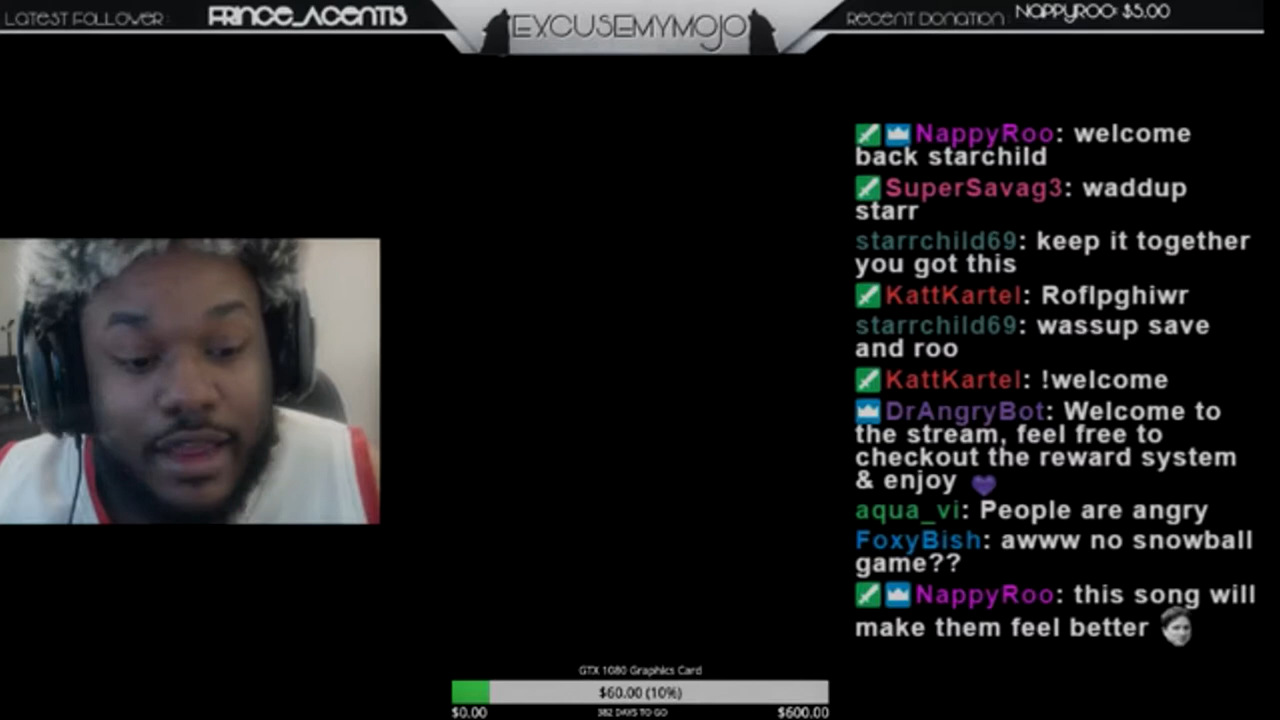 LATEST FOLLOWER: PRINCE_ACENTIS
EXCUSEMYMOJO
RECENT DONATION: NAPPYROO: $5.00
NappyRoo: welcome
back starchild
SuperSavag3: waddup
starr
starrchild69: keep it together
you got this
KattKartel: Roflpghiwr
starrchild69: wassup save
and roo
KattKartel: !welcome
DrAngryBot: Welcome to
the stream, feel free to
checkout the reward system
& enjoy
aqua_vi: People are angry
FoxyBish: awww no snowball
game??
NappyRoo: this song will
make them feel better
GTX 1080 Graphics Card
$60.00 (10%)
$0.00 382 DAYS TO GO $600.00